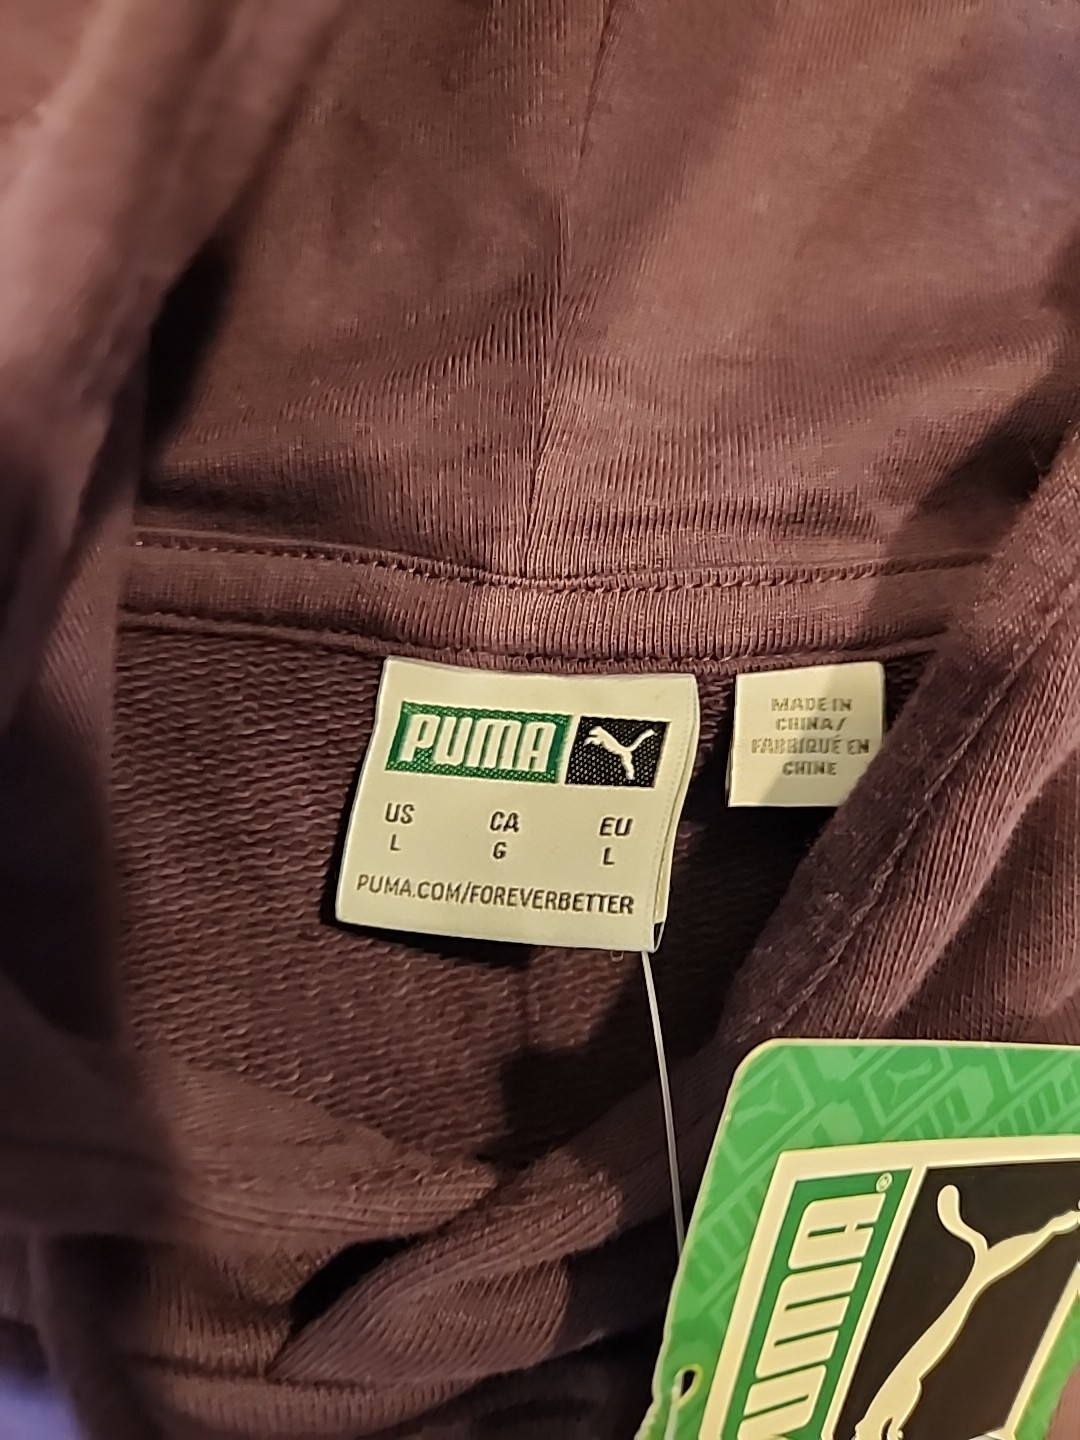 PUMA
US CA EU
L G L
PUMA.COM/FOREVERBETTER
MADE IN
CHINA/
FABRIQUÉ EN
CHINE
PUMA®